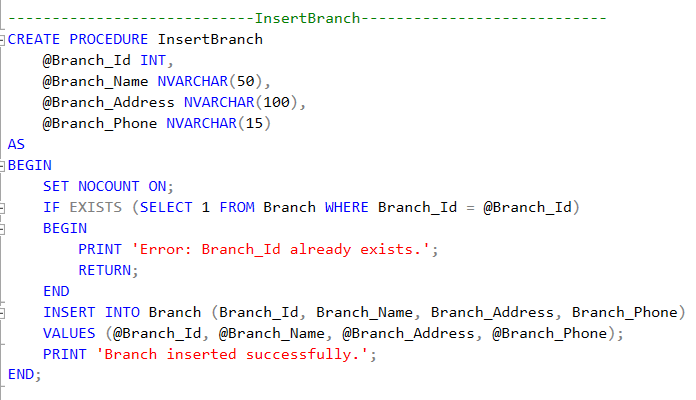 ----------------------------InsertBranch----------------------------
CREATE PROCEDURE InsertBranch
    @Branch_Id INT,
    @Branch_Name NVARCHAR(50),
    @Branch_Address NVARCHAR(100),
    @Branch_Phone NVARCHAR(15)
AS
BEGIN
    SET NOCOUNT ON;
    IF EXISTS (SELECT 1 FROM Branch WHERE Branch_Id = @Branch_Id)
    BEGIN
        PRINT 'Error: Branch_Id already exists.';
        RETURN;
    END
    INSERT INTO Branch (Branch_Id, Branch_Name, Branch_Address, Branch_Phone)
    VALUES (@Branch_Id, @Branch_Name, @Branch_Address, @Branch_Phone);
    PRINT 'Branch inserted successfully.';
END;